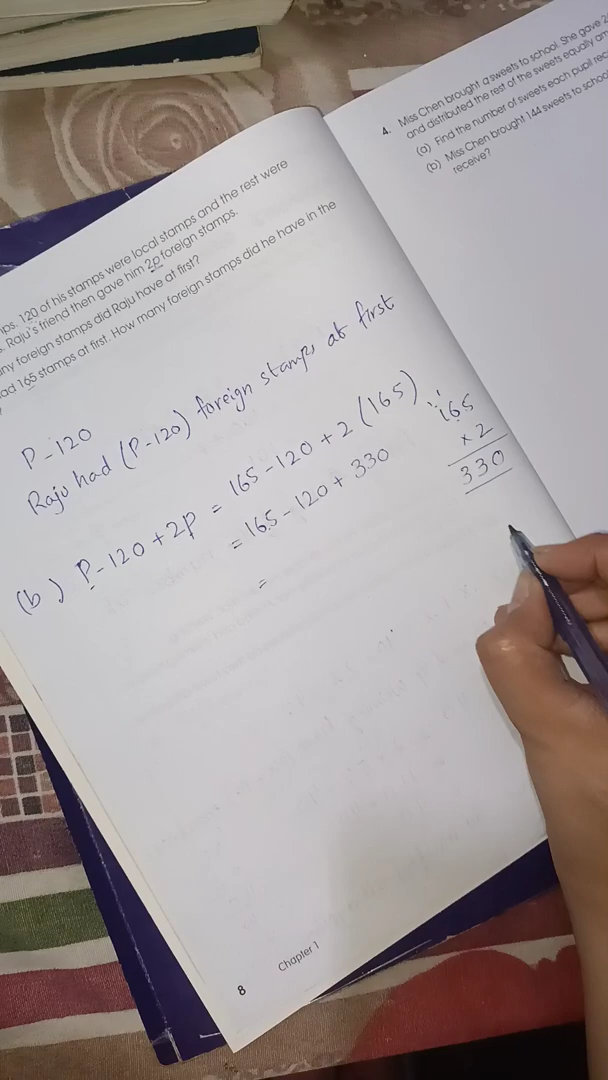 ps. 120 of his stamps were local stamps and the rest were
s. Raju's friend then gave him 2p foreign stamps.
ny foreign stamps did Raju have at first?
ad 165 stamps at first. How many foreign stamps did he have in the
?
P-120
Raju had (P-120) foreign stamps at first
(b) P-120+2P = 165-120+2(165)
= 165-120+330
=
165
×2
330
8 Chapter 1
4. Miss Chen brought a sweets to school. She gave 2
and distributed the rest of the sweets equally am
(a) Find the number of sweets each pupil rec
(b) Miss Chen brought 144 sweets to schoo
receive?